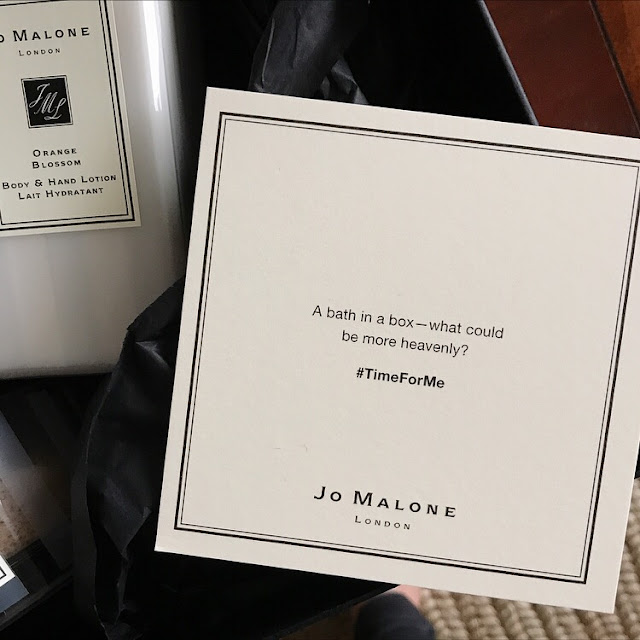 JO MALONE
LONDON
JML
ORANGE
BLOSSOM
BODY & HAND LOTION
LAIT HYDRATANT
A bath in a box—what could
be more heavenly?
#TimeForMe
JO MALONE
LONDON